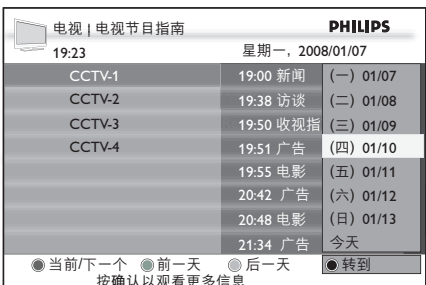 电视 | 电视节目指南 PHILIPS
19:23 星期一, 2008/01/07
CCTV-1 19:00 新闻 (一) 01/07
CCTV-2 19:38 访谈 (二) 01/08
CCTV-3 19:50 收视指 (三) 01/09
CCTV-4 19:51 广告 (四) 01/10
19:55 电影 (五) 01/11
20:42 广告 (六) 01/12
20:48 电影 (日) 01/13
21:34 广告 今天
当前/下一个 前一天 后一天 转到
按确认以观看更多信息